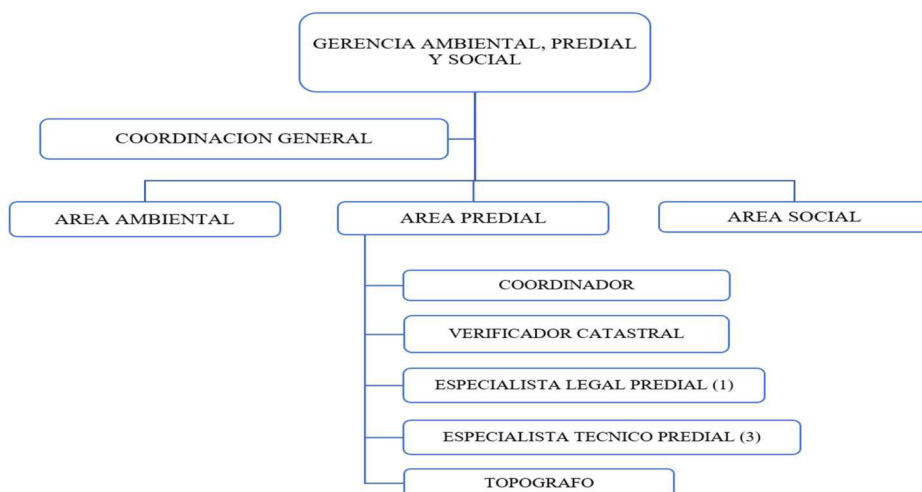 GERENCIA AMBIENTAL, PREDIAL
Y SOCIAL
COORDINACION GENERAL
AREA AMBIENTAL
AREA PREDIAL
AREA SOCIAL
COORDINADOR
VERIFICADOR CATASTRAL
ESPECIALISTA LEGAL PREDIAL (1)
ESPECIALISTA TECNICO PREDIAL (3)
TOPOGRAFO